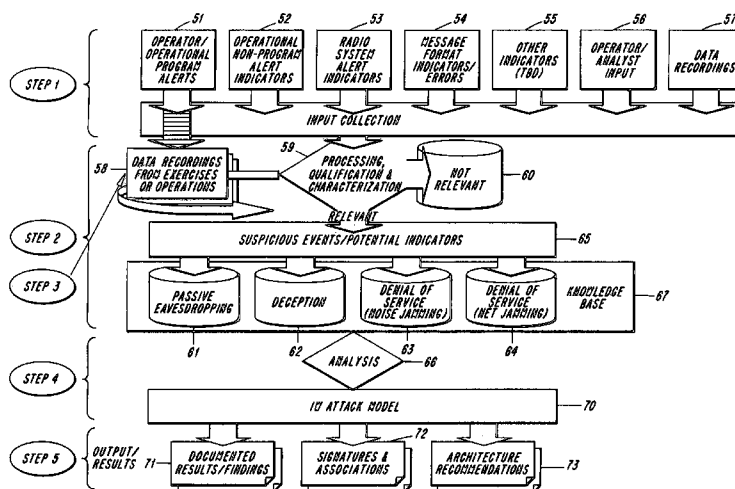 51
52
53
54
55
56
57
OPERATOR/
OPERATIONAL
PROGRAM
ALERTS
OPERATIONAL
NON-PROGRAM
ALERT
INDICATORS
RADIO
SYSTEM
ALERT
INDICATORS
MESSAGE
FORMAT
INDICATORS/
ERRORS
OTHER
INDICATORS
(TBD)
OPERATOR/
ANALYST
INPUT
DATA
RECORDINGS
STEP 1
INPUT COLLECTION
58
59
DATA RECORDINGS
FROM EXERCISES
OR OPERATIONS
PROCESSING,
QUALIFICATION &
CHARACTERIZATION
NOT
RELEVANT
60
RELEVANT
STEP 2
SUSPICIOUS EVENTS/POTENTIAL INDICATORS
65
STEP 3
PASSIVE
EAVESDROPPING
DECEPTION
DENIAL OF
SERVICE
(NOISE JAMMING)
DENIAL OF
SERVICE
(NET JAMMING)
KNOWLEDGE
BASE
67
61
62
63
64
ANALYSIS
66
STEP 4
IW ATTACK MODEL
70
STEP 5
OUTPUT/
RESULTS
71
DOCUMENTED
RESULTS/FINDINGS
72
SIGNATURES &
ASSOCIATIONS
ARCHITECTURE
RECOMMENDATIONS
73